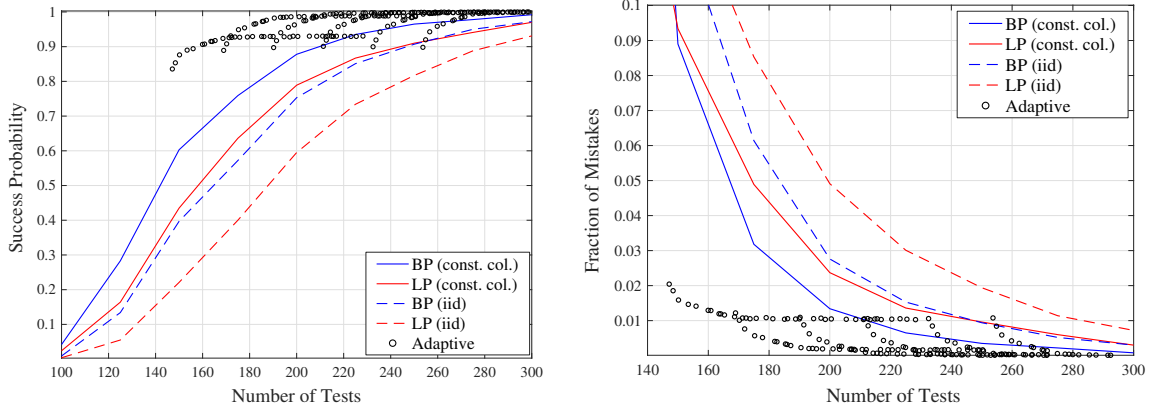 1
0.9
0.8
0.7
0.6
0.5
0.4
0.3
0.2
0.1
Success Probability
100 120 140 160 180 200 220 240 260 280 300
Number of Tests
BP (const. col.)
LP (const. col.)
BP (iid)
LP (iid)
Adaptive
0.1
0.09
0.08
0.07
0.06
0.05
0.04
0.03
0.02
0.01
Fraction of Mistakes
140 160 180 200 220 240 260 280 300
Number of Tests
BP (const. col.)
LP (const. col.)
BP (iid)
LP (iid)
Adaptive